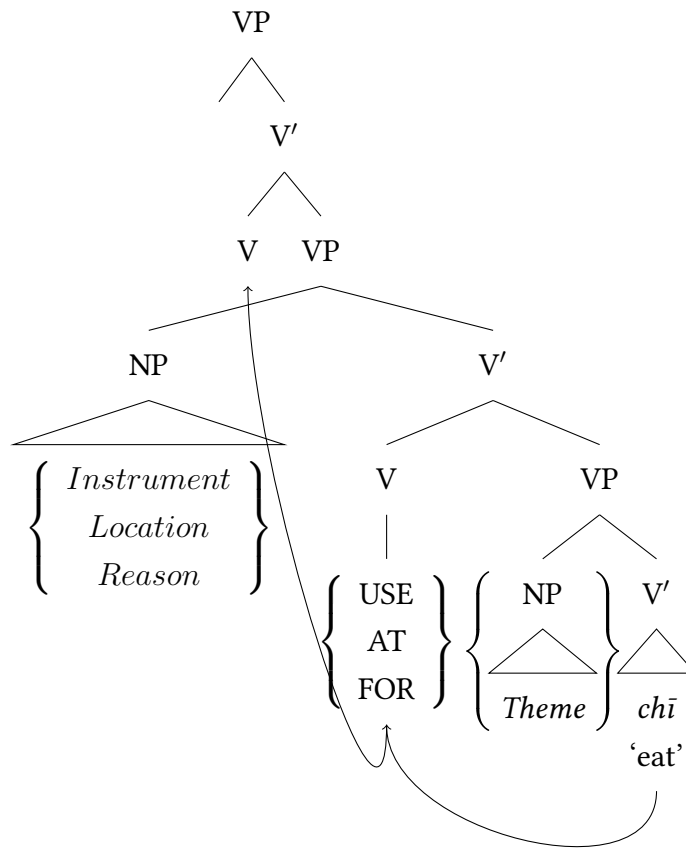 VP
V′
V VP
NP V′
Instrument
Location
Reason
V VP
USE
AT
FOR
NP V′
Theme chī
‘eat’